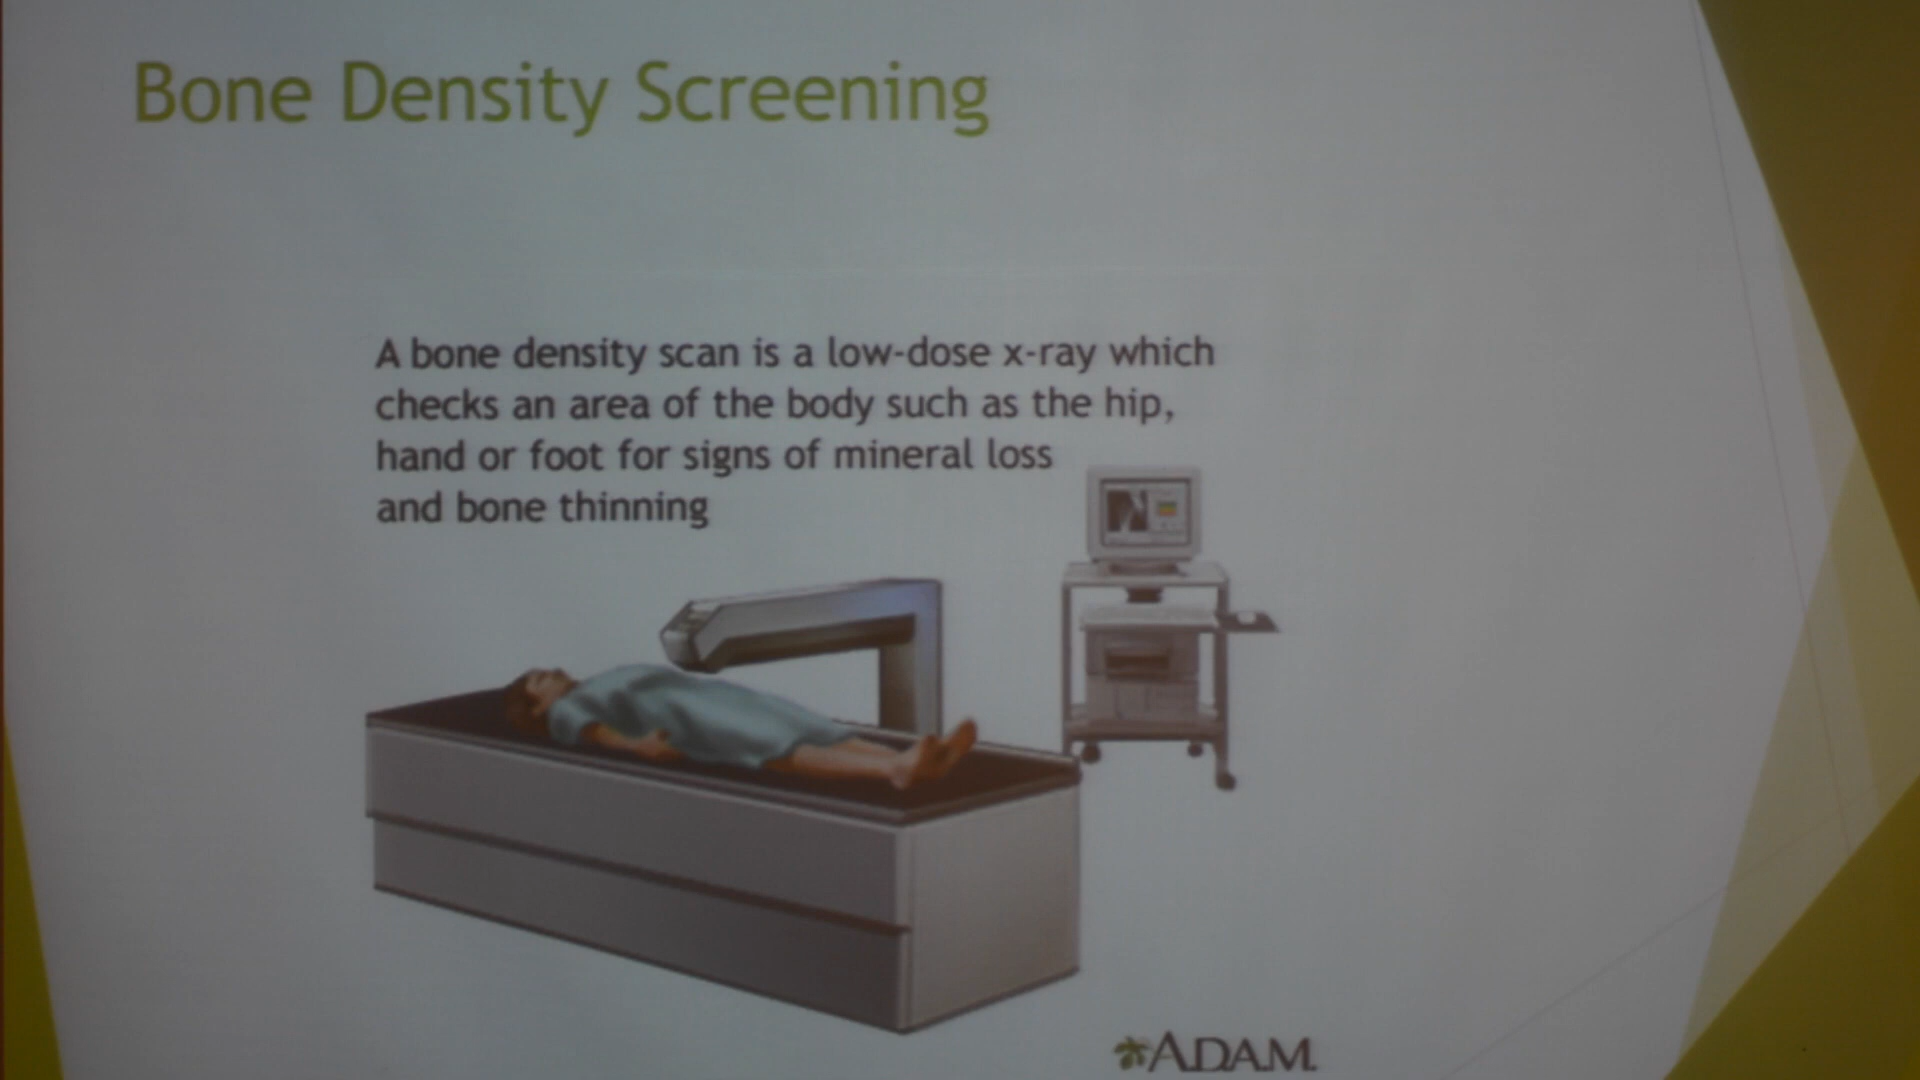 Bone Density Screening
A bone density scan is a low-dose x-ray which
checks an area of the body such as the hip,
hand or foot for signs of mineral loss
and bone thinning
A.D.A.M.